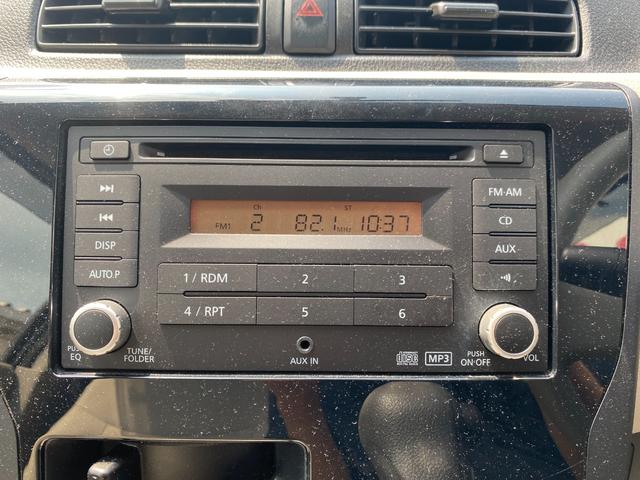 FM·AM
CD
DISP
AUTO.P
AUX
Ch ST
FM1 2 82.1 MHz 10:37
1 / RDM 2 3
4 / RPT 5 6
PUSH EQ
TUNE/
FOLDER
AUX IN
MP3
PUSH
ON·OFF
VOL